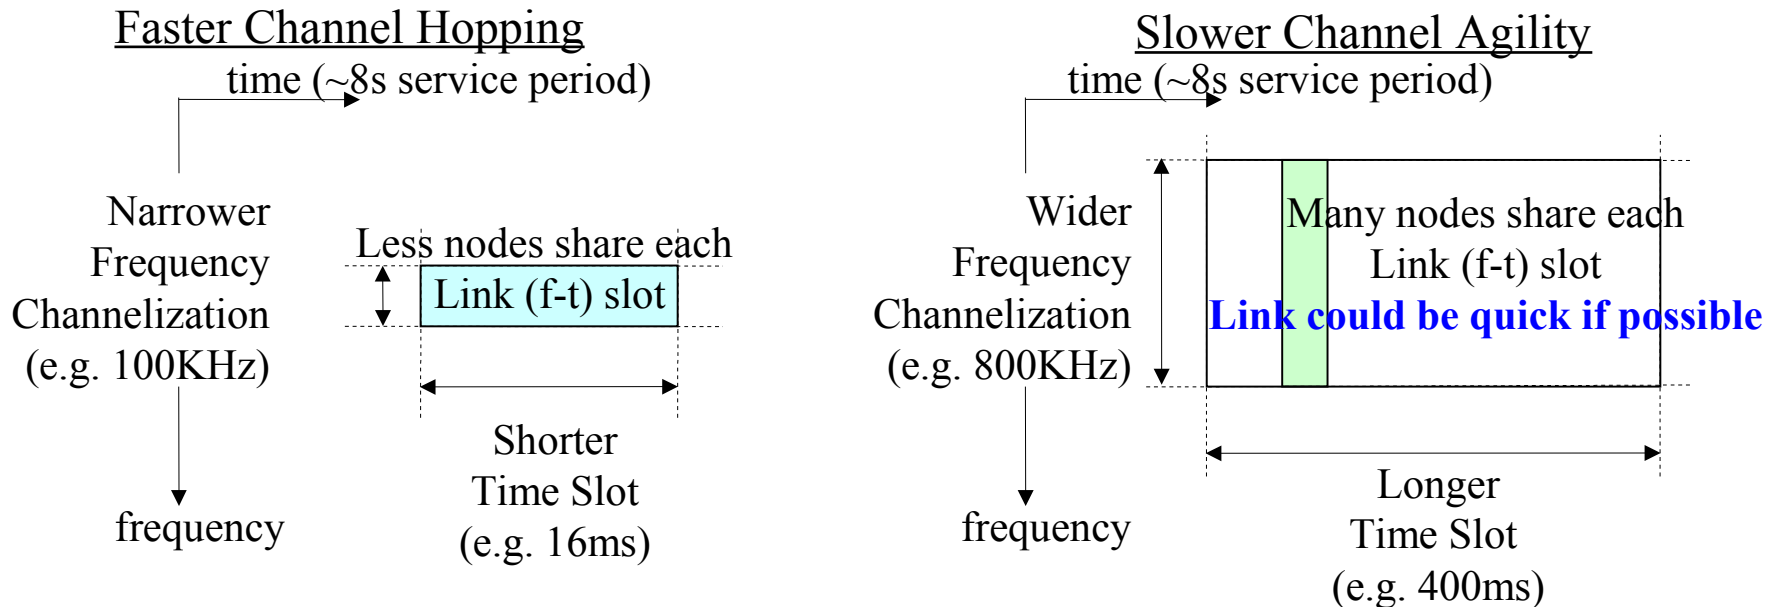 Faster Channel Hopping
time (~8s service period)
Narrower
Frequency
Channelization
(e.g. 100KHz)
Less nodes share each
Link (f-t) slot
Shorter
Time Slot
(e.g. 16ms)
frequency
Slower Channel Agility
time (~8s service period)
Wider
Frequency
Channelization
(e.g. 800KHz)
Many nodes share each
Link (f-t) slot
Link could be quick if possible
Longer
Time Slot
(e.g. 400ms)
frequency